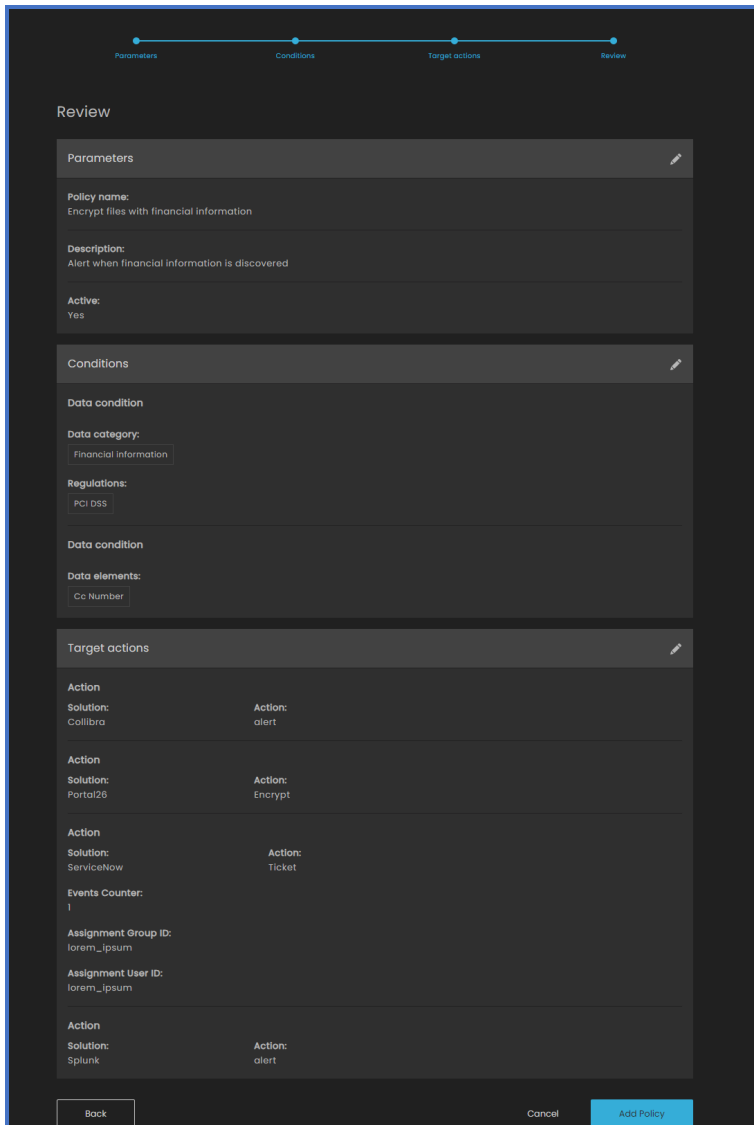 Parameters Conditions Target actions Review
Review
Parameters
Policy name:
Encrypt files with financial information
Description:
Alert when financial information is discovered
Active:
Yes
Conditions
Data condition
Data category:
Financial information
Regulations:
PCI DSS
Data condition
Data elements:
Cc Number
Target actions
Action
Solution: Action:
Collibra alert
Action
Solution: Action:
Portal26 Encrypt
Action
Solution: Action:
ServiceNow Ticket
Events Counter:
1
Assignment Group ID:
lorem_ipsum
Assignment User ID:
lorem_ipsum
Action
Solution: Action:
Splunk alert
Back Cancel Add Policy